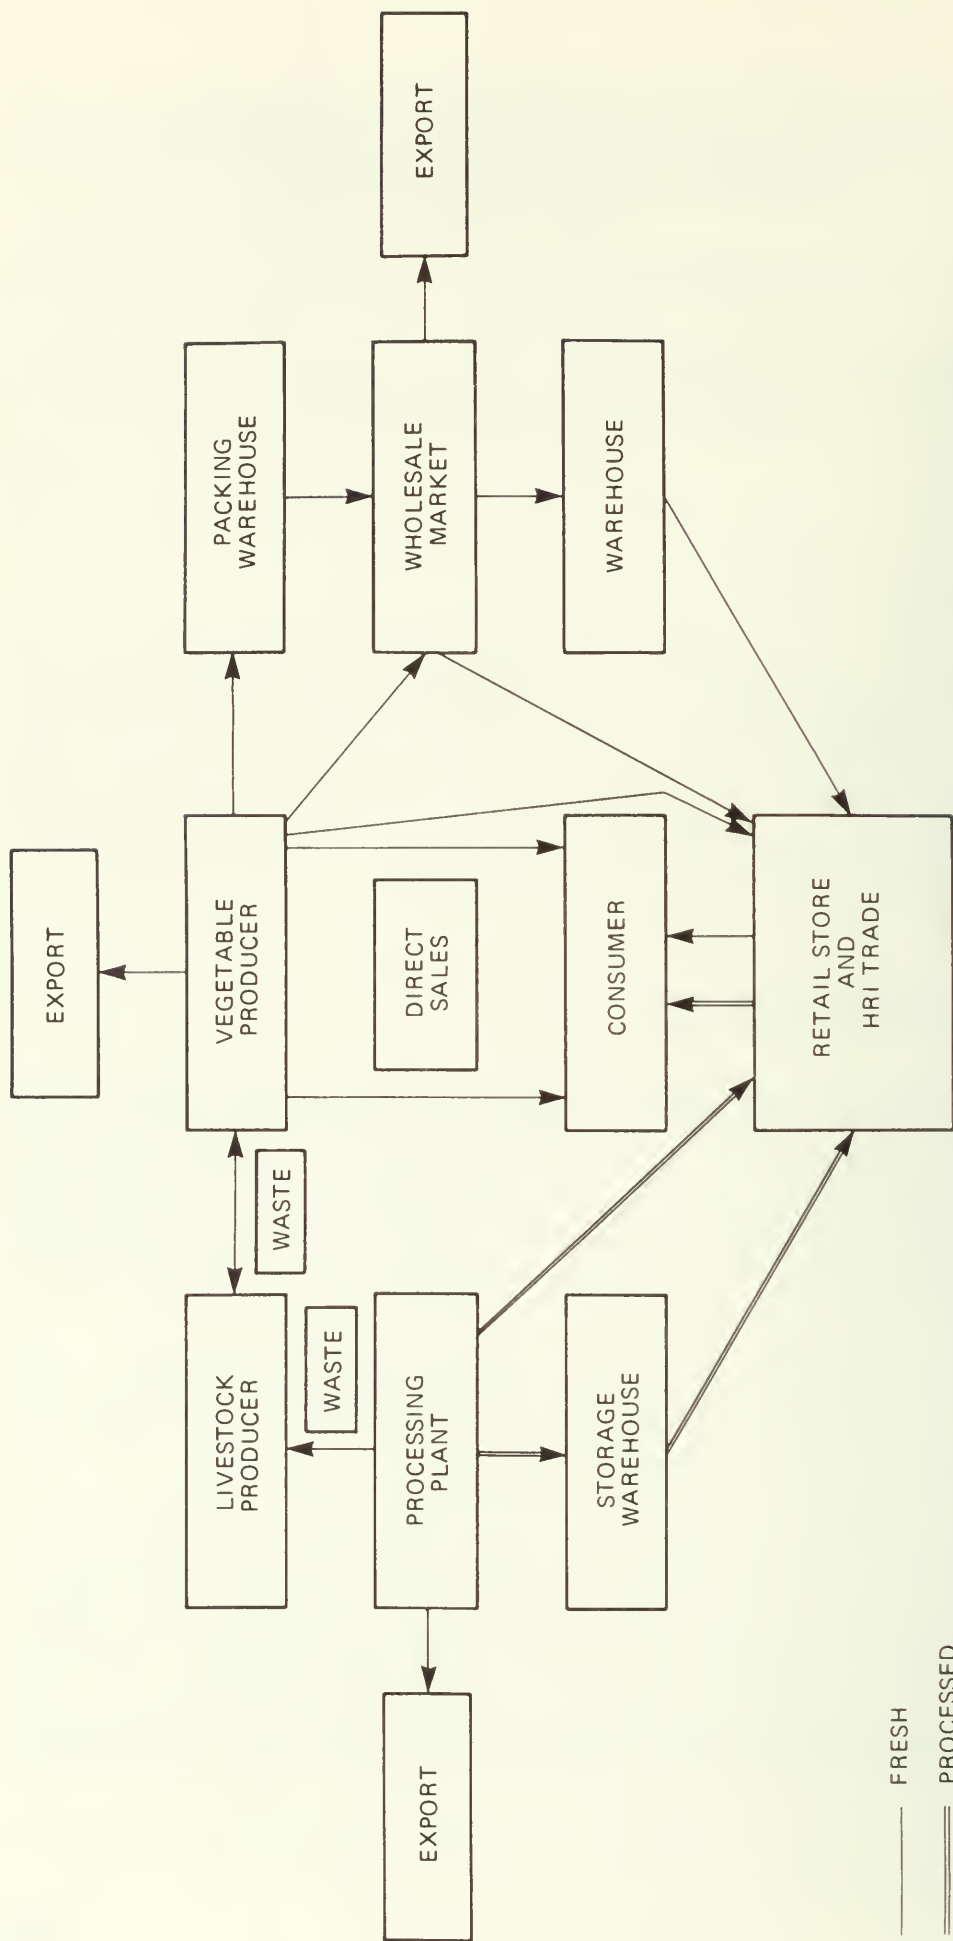 EXPORT
LIVESTOCK
PRODUCER
VEGETABLE
PRODUCER
PACKING
WAREHOUSE
WASTE
WASTE
EXPORT
PROCESSING
PLANT
DIRECT
SALES
WHOLESALE
MARKET
EXPORT
STORAGE
WAREHOUSE
CONSUMER
WAREHOUSE
RETAIL STORE
AND
HRI TRADE
FRESH
PROCESSED